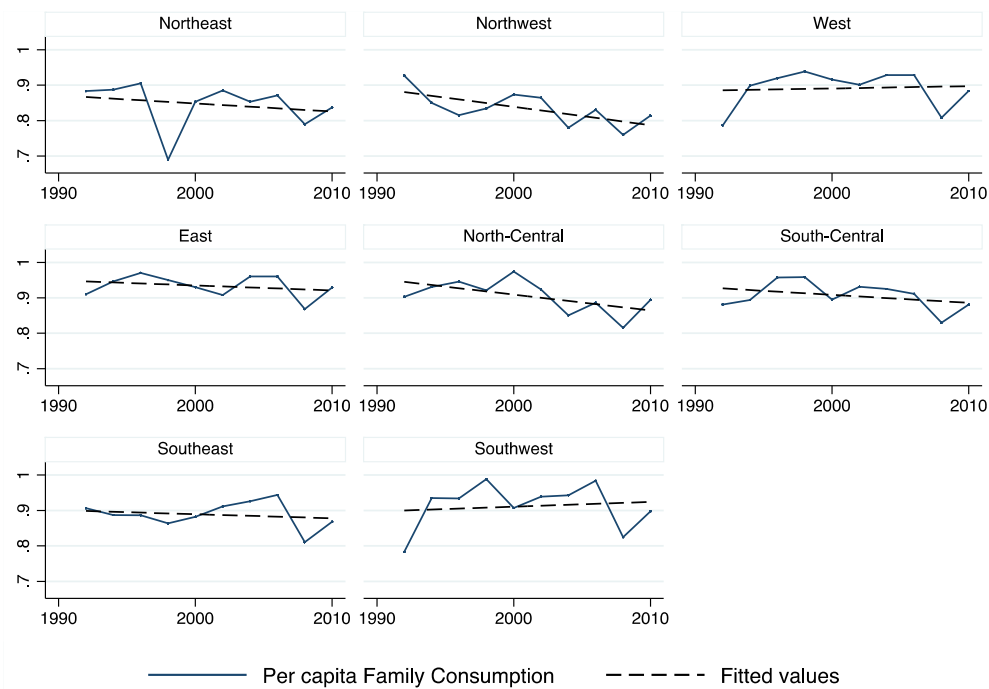 Northeast Northwest West
1 .9 .8 .7
1990 2000 2010 1990 2000 2010 1990 2000 2010
East North-Central South-Central
1 .9 .8 .7
1990 2000 2010 1990 2000 2010 1990 2000 2010
Southeast Southwest
1 .9 .8 .7
1990 2000 2010 1990 2000 2010
Per capita Family Consumption Fitted values